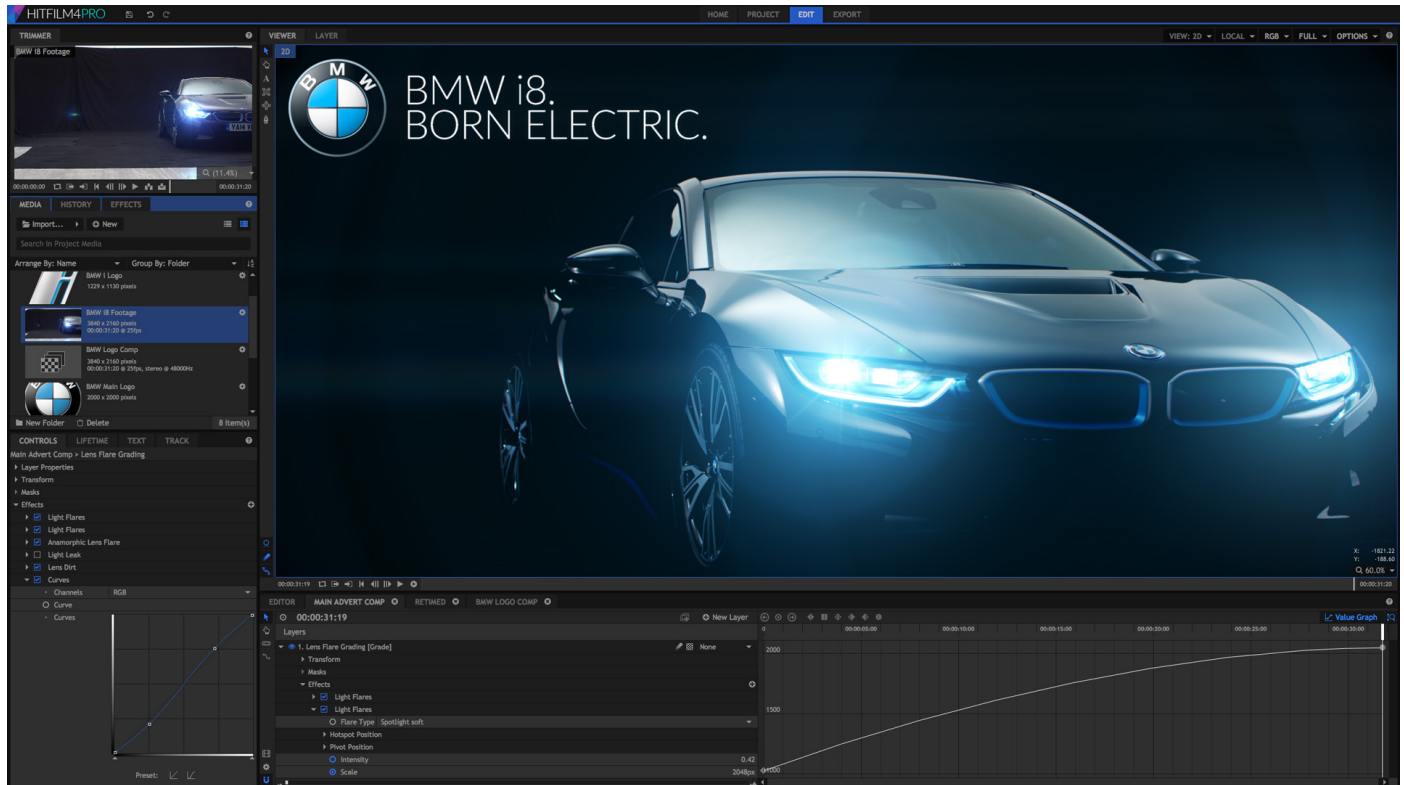 HITFILM4PRO
HOME PROJECT EDIT EXPORT
TRIMMER
BMW I8 Footage
(11.4%)
00:00:00:00 00:00:31:20
MEDIA HISTORY EFFECTS
Import... New
Search in Project Media
Arrange By: Name Group By: Folder
BMW I Logo
1229 x 1130 pixels
BMW I8 Footage
3840 x 2160 pixels
00:00:31:20 @ 25fps
BMW Logo Comp
3840 x 2160 pixels
00:00:31:20 @ 25fps, stereo @ 48000Hz
BMW Main Logo
2000 x 2000 pixels
New Folder Delete 8 item(s)
CONTROLS LIFETIME TEXT TRACK
Main Advert Comp > Lens Flare Grading
Layer Properties
Transform
Masks
Effects
Light Flares
Light Flares
Anamorphic Lens Flare
Light Leak
Lens Dirt
Curves
Channels RGB
Curve
Curves
Preset:
VIEWER LAYER
VIEW: 2D LOCAL RGB FULL OPTIONS
2D
BMW
BMW i8.
BORN ELECTRIC.
X: -1821.22
Y: -188.60
60.0%
00:00:31:19 00:00:31:20
EDITOR MAIN ADVERT COMP RETIMED BMW LOGO COMP
00:00:31:19 New Layer Value Graph
Layers
0 00:00:05:00 00:00:10:00 00:00:15:00 00:00:20:00 00:00:25:00 00:00:30:00
1. Lens Flare Grading [Grade] None
Transform
Masks
Effects
Light Flares
Light Flares
Flare Type Spotlight soft
Hotspot Position
Pivot Position
Intensity 0.42
Scale 2048px
2000
1500
1000